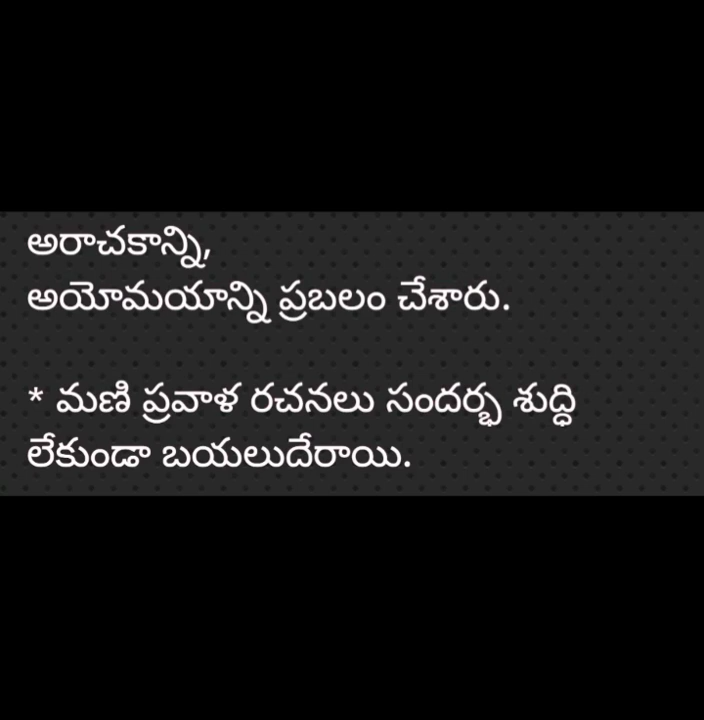 అరాచకాన్ని,
అయోమయాన్ని ప్రబలం చేశారు.
* మణి ప్రవాళ రచనలు సందర్భ శుద్ధి
లేకుండా బయలుదేరాయి.